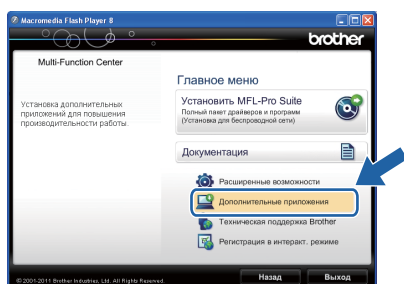 Macromedia Flash Player 8
brother
Multi-Function Center
Установка дополнительных
приложений для повышения
производительности работы.
Главное меню
Установить MFL-Pro Suite
Полный пакет драйверов и программ
(Установка для беспроводной сети)
Документация
Расширенные возможности
Дополнительные приложения
Техническая поддержка Brother
Регистрация в интеракт. режиме
© 2001-2011 Brother Industries, Ltd. All Rights Reserved
Назад
Выход